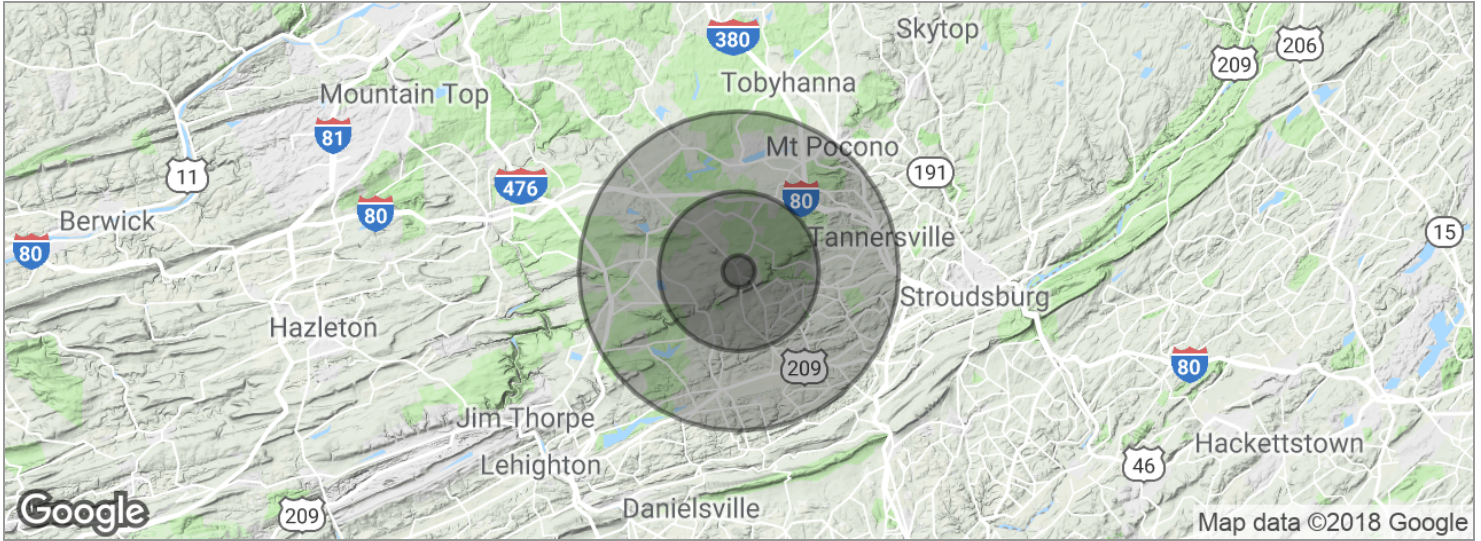 Skytop
380
206
209
Tobyhanna
Mountain Top
81
Mt Pocono
11
191
476
80
80
Berwick
Tannersville
15
80
Stroudsburg
Hazleton
209
80
Jim Thorpe
Hackettstown
Lehighton
46
Danielsville
209
Google
Map data ©2018 Google